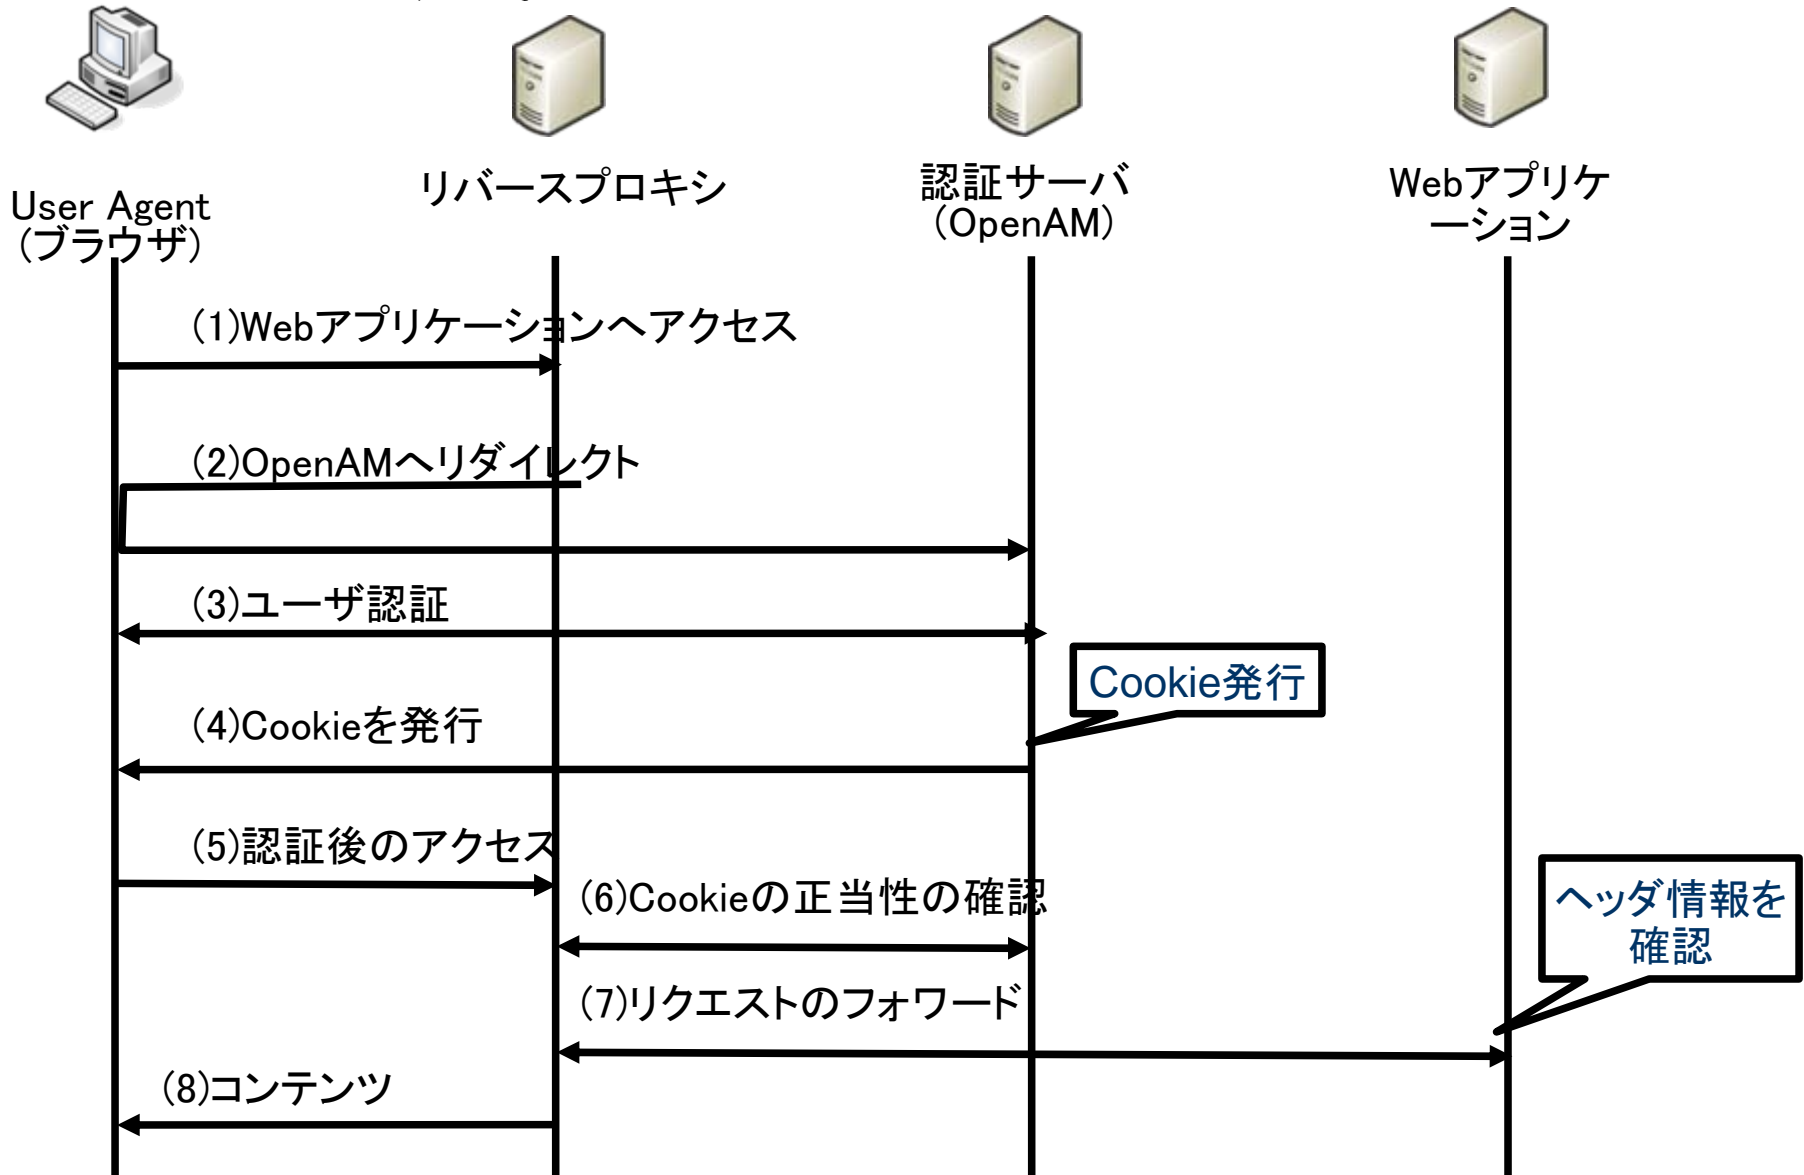 User Agent
(ブラウザ)
リバースプロキシ
認証サーバ
(OpenAM)
Webアプリケ
ーション
(1)Webアプリケーションへアクセス
(2)OpenAMへリダイレクト
(3)ユーザ認証
Cookie発行
(4)Cookieを発行
(5)認証後のアクセス
(6)Cookieの正当性の確認
ヘッダ情報を
確認
(7)リクエストのフォワード
(8)コンテンツ